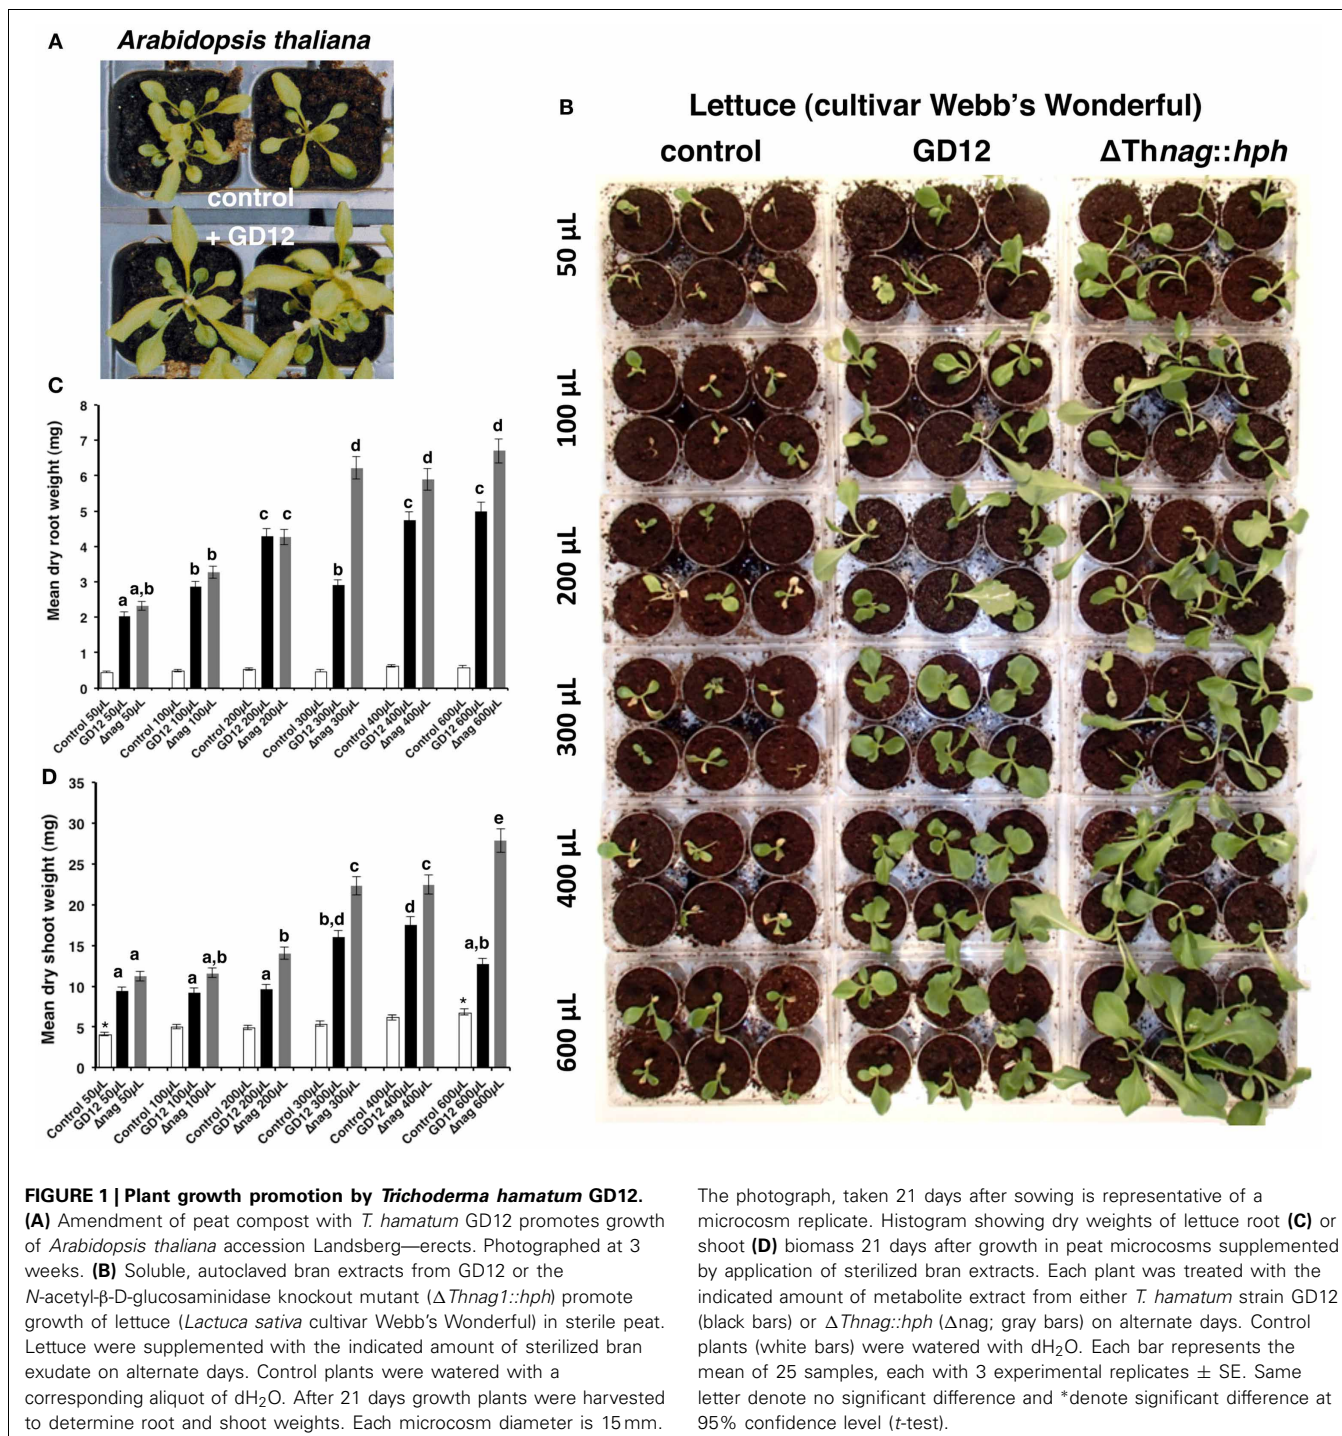 A
Arabidopsis thaliana
control
+ GD12
B
Lettuce (cultivar Webb's Wonderful)
control
GD12
ΔThnag::hph
50 µL
100 µL
200 µL
300 µL
400 µL
600 µL
C
Mean dry root weight (mg)
8
7
6
5
4
3
2
1
0
a
a,b
b
b
c
c
b
d
c
d
c
d
Control 50µL
GD12 50µL
Δnag 50µL
Control 100µL
GD12 100µL
Δnag 100µL
Control 200µL
GD12 200µL
Δnag 200µL
Control 300µL
GD12 300µL
Δnag 300µL
Control 400µL
GD12 400µL
Δnag 400µL
Control 600µL
GD12 600µL
Δnag 600µL
D
Mean dry shoot weight (mg)
35
30
25
20
15
10
5
0
*
a
a
a
a,b
a
b
b,d
c
d
c
*
a,b
e
Control 50µL
GD12 50µL
Δnag 50µL
Control 100µL
GD12 100µL
Δnag 100µL
Control 200µL
GD12 200µL
Δnag 200µL
Control 300µL
GD12 300µL
Δnag 300µL
Control 400µL
GD12 400µL
Δnag 400µL
Control 600µL
GD12 600µL
Δnag 600µL
FIGURE 1 | Plant growth promotion by Trichoderma hamatum GD12.
(A) Amendment of peat compost with T. hamatum GD12 promotes growth
of Arabidopsis thaliana accession Landsberg—erects. Photographed at 3
weeks. (B) Soluble, autoclaved bran extracts from GD12 or the
N-acetyl-β-D-glucosaminidase knockout mutant (ΔThnag1::hph) promote
growth of lettuce (Lactuca sativa cultivar Webb's Wonderful) in sterile peat.
Lettuce were supplemented with the indicated amount of sterilized bran
exudate on alternate days. Control plants were watered with a
corresponding aliquot of dH2O. After 21 days growth plants were harvested
to determine root and shoot weights. Each microcosm diameter is 15 mm.
The photograph, taken 21 days after sowing is representative of a
microcosm replicate. Histogram showing dry weights of lettuce root (C) or
shoot (D) biomass 21 days after growth in peat microcosms supplemented
by application of sterilized bran extracts. Each plant was treated with the
indicated amount of metabolite extract from either T. hamatum strain GD12
(black bars) or ΔThnag::hph (Δnag; gray bars) on alternate days. Control
plants (white bars) were watered with dH2O. Each bar represents the
mean of 25 samples, each with 3 experimental replicates ± SE. Same
letter denote no significant difference and *denote significant difference at
95% confidence level (t-test).